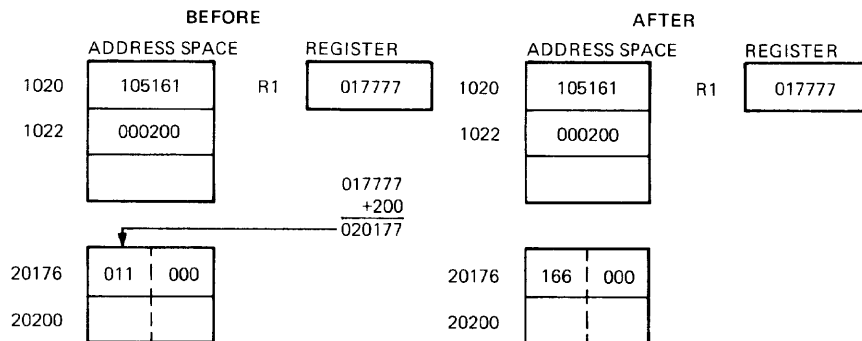 BEFORE AFTER
ADDRESS SPACE REGISTER ADDRESS SPACE REGISTER
1020 105161 R1 017777 1020 105161 R1 017777
1022 000200 1022 000200
017777
+200
020177
20176 011 000 20176 166 000
20200 20200